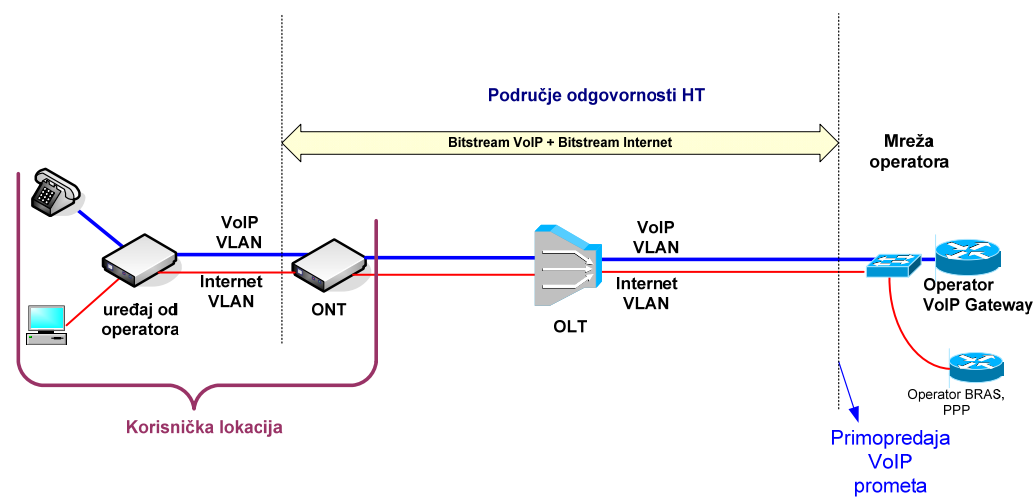 Područje odgovornosti HT
Bitstream VoIP + Bitstream Internet
Mreža
operatora
VoIP
VLAN
Internet
VLAN
uređaj od
operatora
ONT
OLT
VoIP
VLAN
Internet
VLAN
Operator
VoIP Gateway
Operator BRAS,
PPP
Korisnička lokacija
Primopredaja
VoIP
prometa